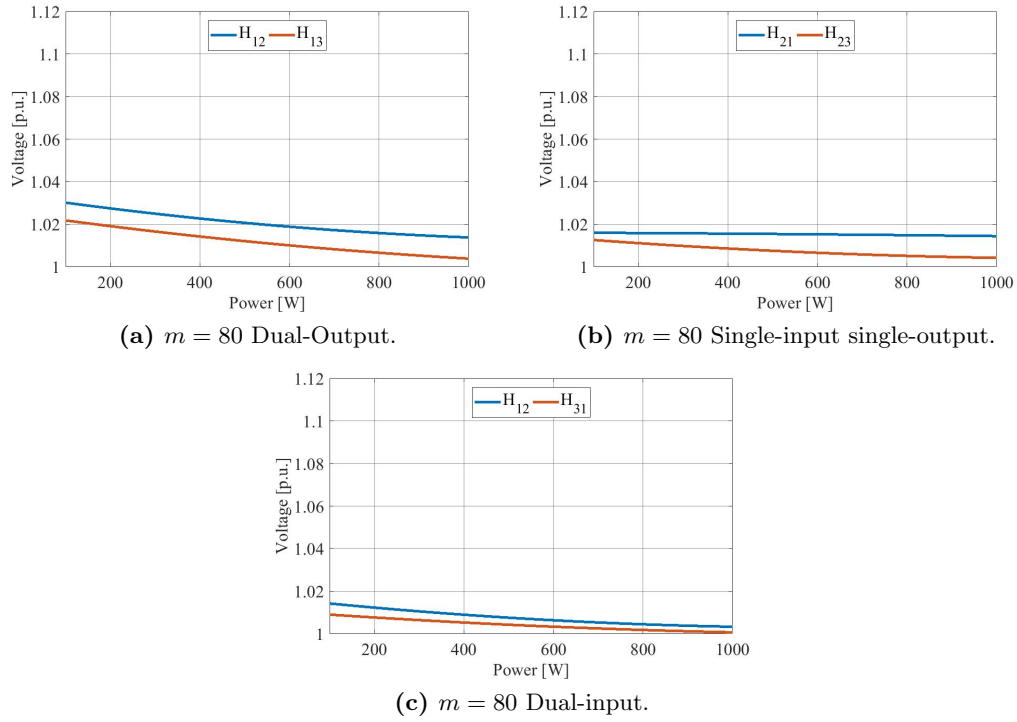 1.12
1.1
1.08
1.06
1.04
1.02
1
Voltage [p.u.]
H12 H13
200 400 600 800 1000
Power [W]
(a) m = 80 Dual-Output.
1.12
1.1
1.08
1.06
1.04
1.02
1
Voltage [p.u.]
H21 H23
200 400 600 800 1000
Power [W]
(b) m = 80 Single-input single-output.
1.12
1.1
1.08
1.06
1.04
1.02
1
Voltage [p.u.]
H12 H31
200 400 600 800 1000
Power [W]
(c) m = 80 Dual-input.